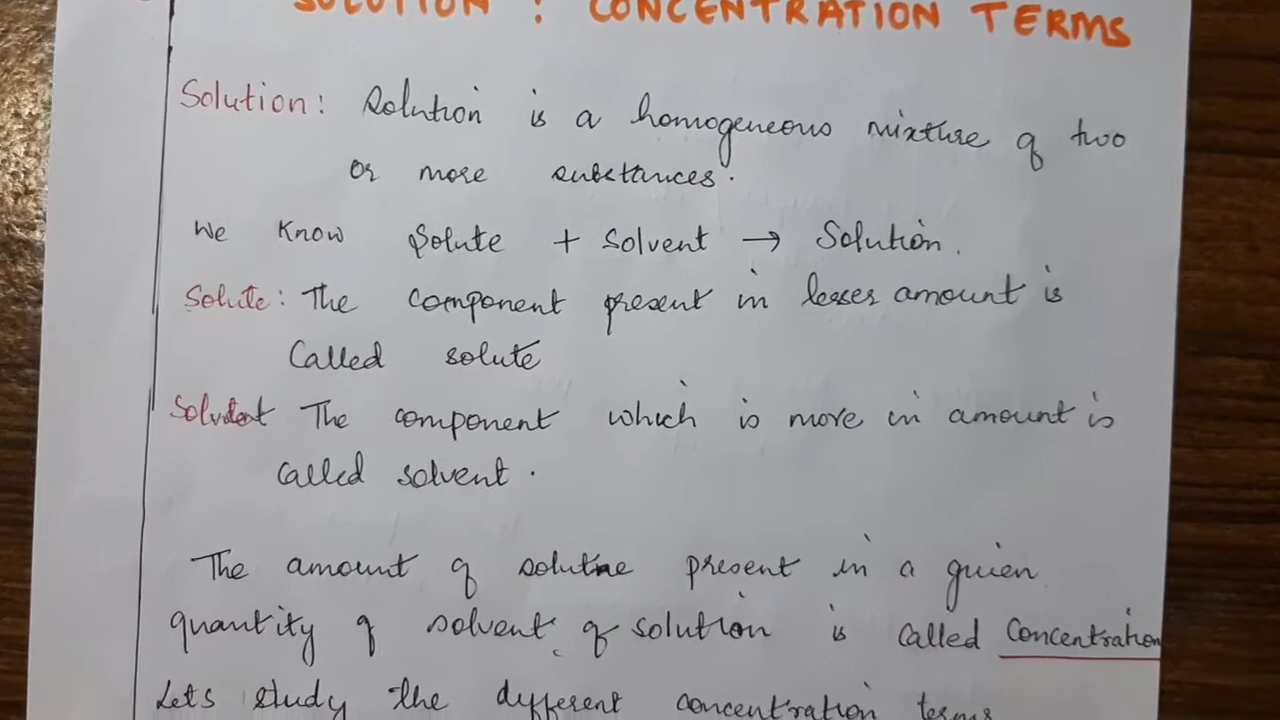 SOLUTION : CONCENTRATION TERMS
Solution: Solution is a homogeneous mixture of two
or more substances.
We Know Solute + Solvent → Solution.
Solute: The component present in lesser amount is
Called solute
Solvent The component which is more in amount is
Called solvent.
The amount of solute present in a given
quantity of solvent of solution is called Concentration
Lets study the different concentration terms